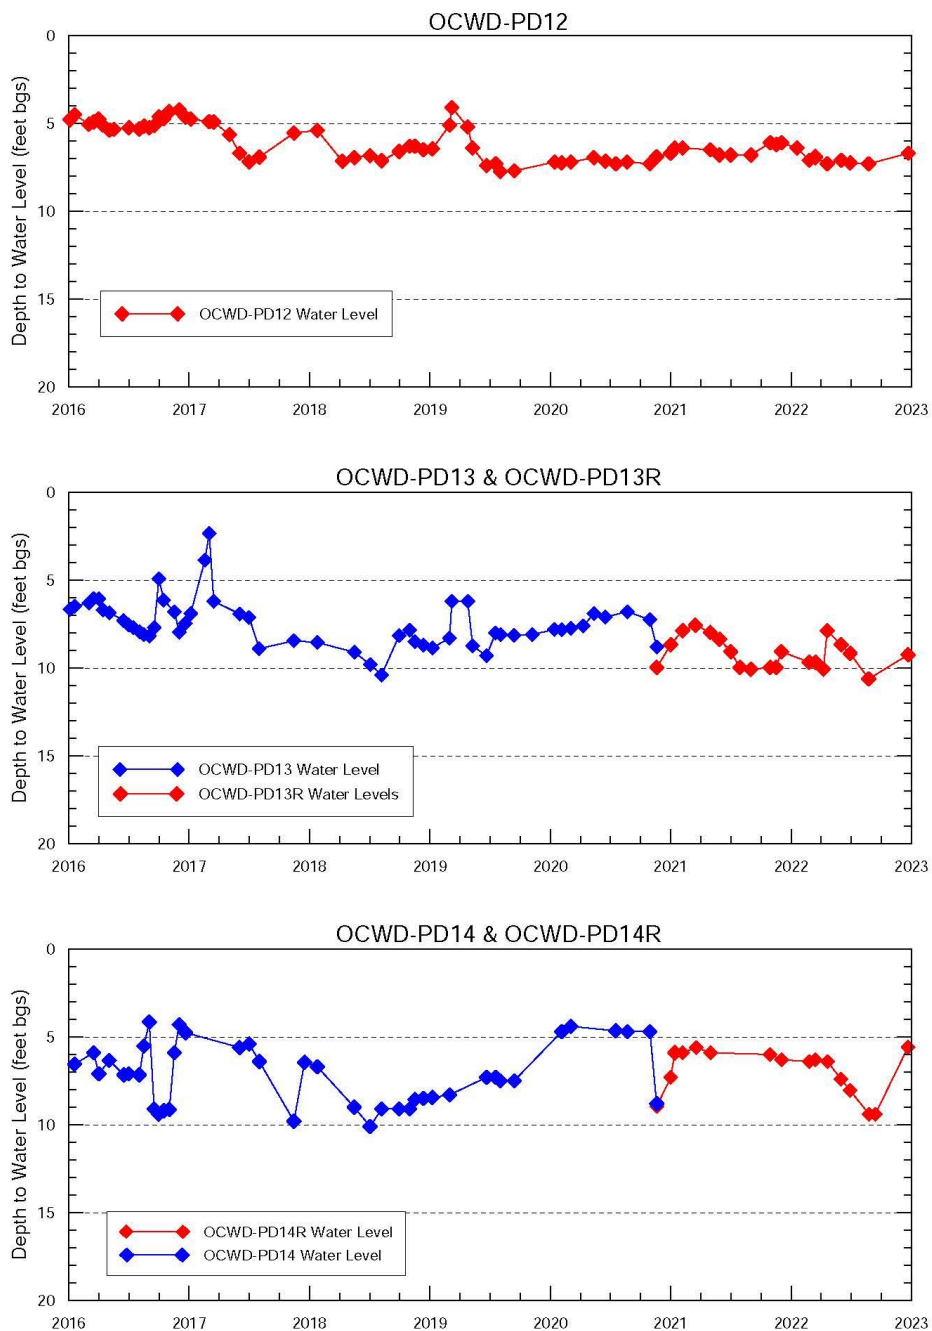 OCWD-PD12
Depth to Water Level (feet bgs)
0
5
10
15
20
OCWD-PD12 Water Level
2016 2017 2018 2019 2020 2021 2022 2023
OCWD-PD13 & OCWD-PD13R
Depth to Water Level (feet bgs)
0
5
10
15
20
OCWD-PD13 Water Level
OCWD-PD13R Water Levels
2016 2017 2018 2019 2020 2021 2022 2023
OCWD-PD14 & OCWD-PD14R
Depth to Water Level (feet bgs)
0
5
10
15
20
OCWD-PD14R Water Level
OCWD-PD14 Water Level
2016 2017 2018 2019 2020 2021 2022 2023